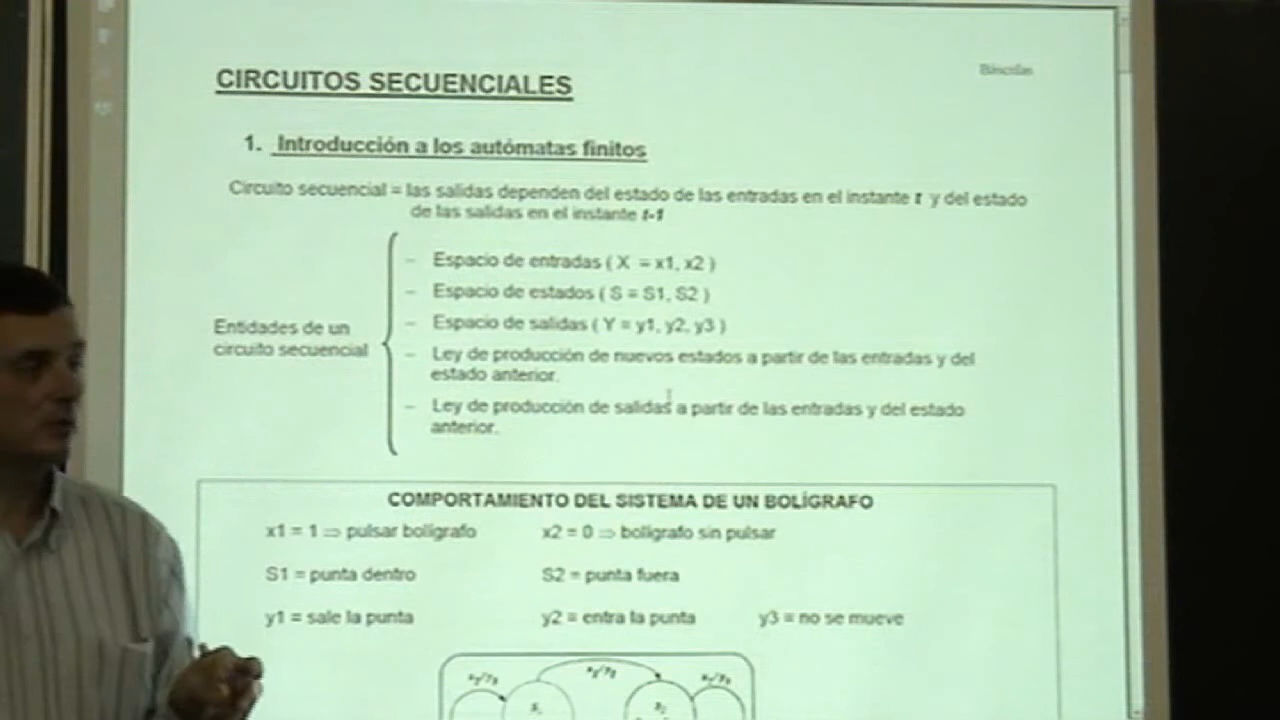 Básculas
CIRCUITOS SECUENCIALES
1. Introducción a los autómatas finitos
Circuito secuencial = las salidas dependen del estado de las entradas en el instante t y del estado
de las salidas en el instante t-1
Entidades de un
circuito secuencial
- Espacio de entradas ( X = x1, x2 )
- Espacio de estados ( S = S1, S2 )
- Espacio de salidas ( Y = y1, y2, y3 )
- Ley de producción de nuevos estados a partir de las entradas y del
estado anterior.
- Ley de producción de salidas a partir de las entradas y del estado
anterior.
COMPORTAMIENTO DEL SISTEMA DE UN BOLÍGRAFO
x1 = 1 ⇒ pulsar bolígrafo x2 = 0 ⇒ bolígrafo sin pulsar
S1 = punta dentro S2 = punta fuera
y1 = sale la punta y2 = entra la punta y3 = no se mueve